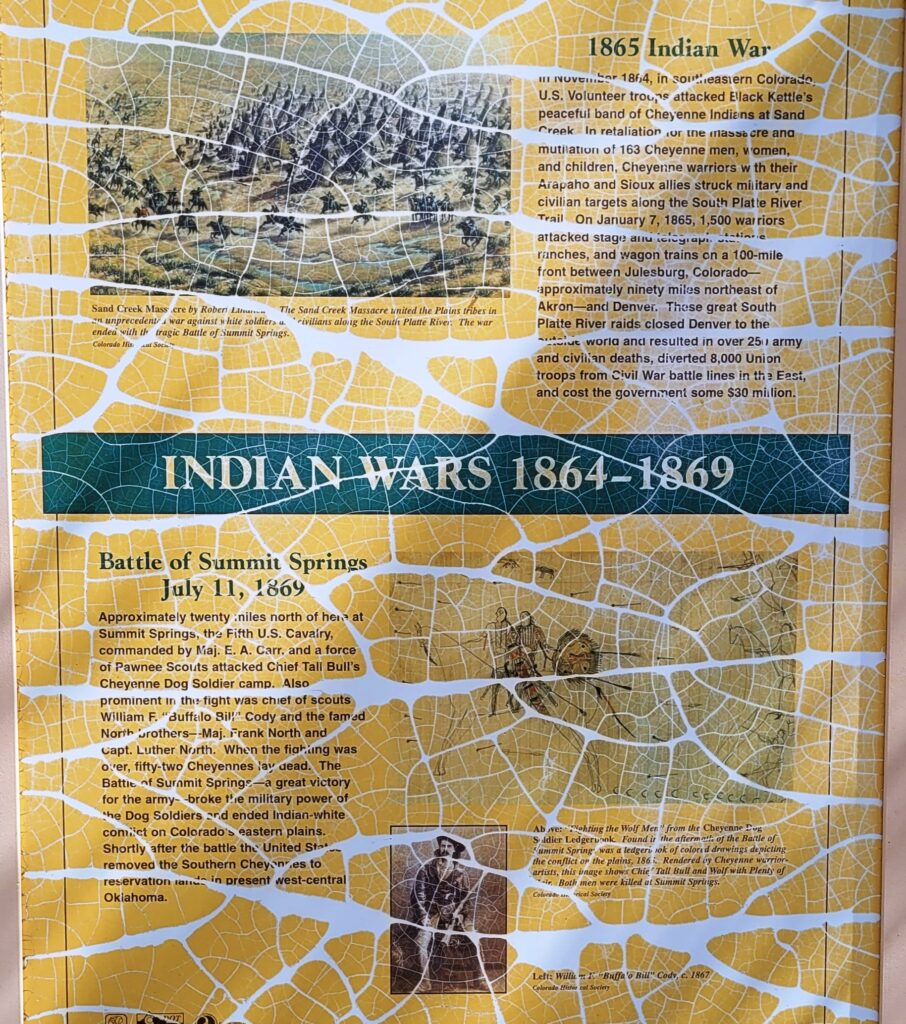 1865 Indian War
In November 1864, in southeastern Colorado,
U.S. Volunteer troops attacked Black Kettle's
peaceful band of Cheyenne Indians at Sand
Creek. In retaliation for the massacre and
mutilation of 163 Cheyenne men, women,
and children, Cheyenne warriors with their
Arapaho and Sioux allies struck military and
civilian targets along the South Platte River
Trail. On January 7, 1865, 1,500 warriors
attacked stage and telegraph stations,
ranches, and wagon trains on a 100-mile
front between Julesburg, Colorado—
approximately ninety miles northeast of
Akron—and Denver. These great South
Platte River raids closed Denver to the
outside world and resulted in over 250 army
and civilian deaths, diverted 8,000 Union
troops from Civil War battle lines in the East,
and cost the government some $30 million.
Sand Creek Massacre by Robert The Sand Creek Massacre united the Plains tribes in
an unprecedented war against white soldiers and civilians along the South Platte River. The war
ended with the tragic Battle of Summit Springs.
Colorado Historical Society
INDIAN WARS 1864–1869
Battle of Summit Springs
July 11, 1869
Approximately twenty miles north of here at
Summit Springs, the Fifth U.S. Cavalry,
commanded by Maj. E. A. Carr, and a force
of Pawnee Scouts attacked Chief Tall Bull's
Cheyenne Dog Soldier camp. Also
prominent in the fight was chief of scouts
William F. "Buffalo Bill" Cody and the famed
North brothers—Maj. Frank North and
Capt. Luther North. When the fighting was
over, fifty-two Cheyennes lay dead. The
Battle of Summit Springs—a great victory
for the army—broke the military power of
the Dog Soldiers and ended Indian-white
conflict on Colorado's eastern plains.
Shortly after the battle the United States
removed the Southern Cheyennes to
reservation lands in present west-central
Oklahoma.
Above: "Fighting the Wolf Men" from the Cheyenne Dog
Soldier Ledgerbook. Found in the aftermath of the Battle of
Summit Springs was a ledgerbook of colored drawings depicting
the conflict on the plains, Rendered by Cheyenne warrior-
artists, this image shows Chief Tall Bull and Wolf with Plenty of
Hair. Both men were killed at Summit Springs.
Colorado Historical Society
Left: William F. "Buffalo Bill" Cody, c. 1867
Colorado Historical Society